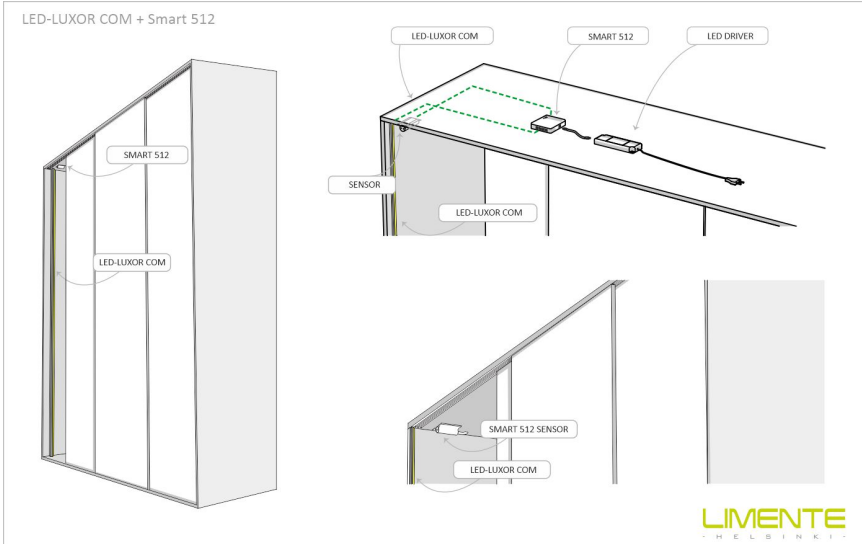 LED-LUXOR COM + Smart 512
SMART 512
LED-LUXOR COM
LED-LUXOR COM
SMART 512
LED DRIVER
SENSOR
LED-LUXOR COM
SMART 512 SENSOR
LED-LUXOR COM
LIMENTE
- HELSINKI -